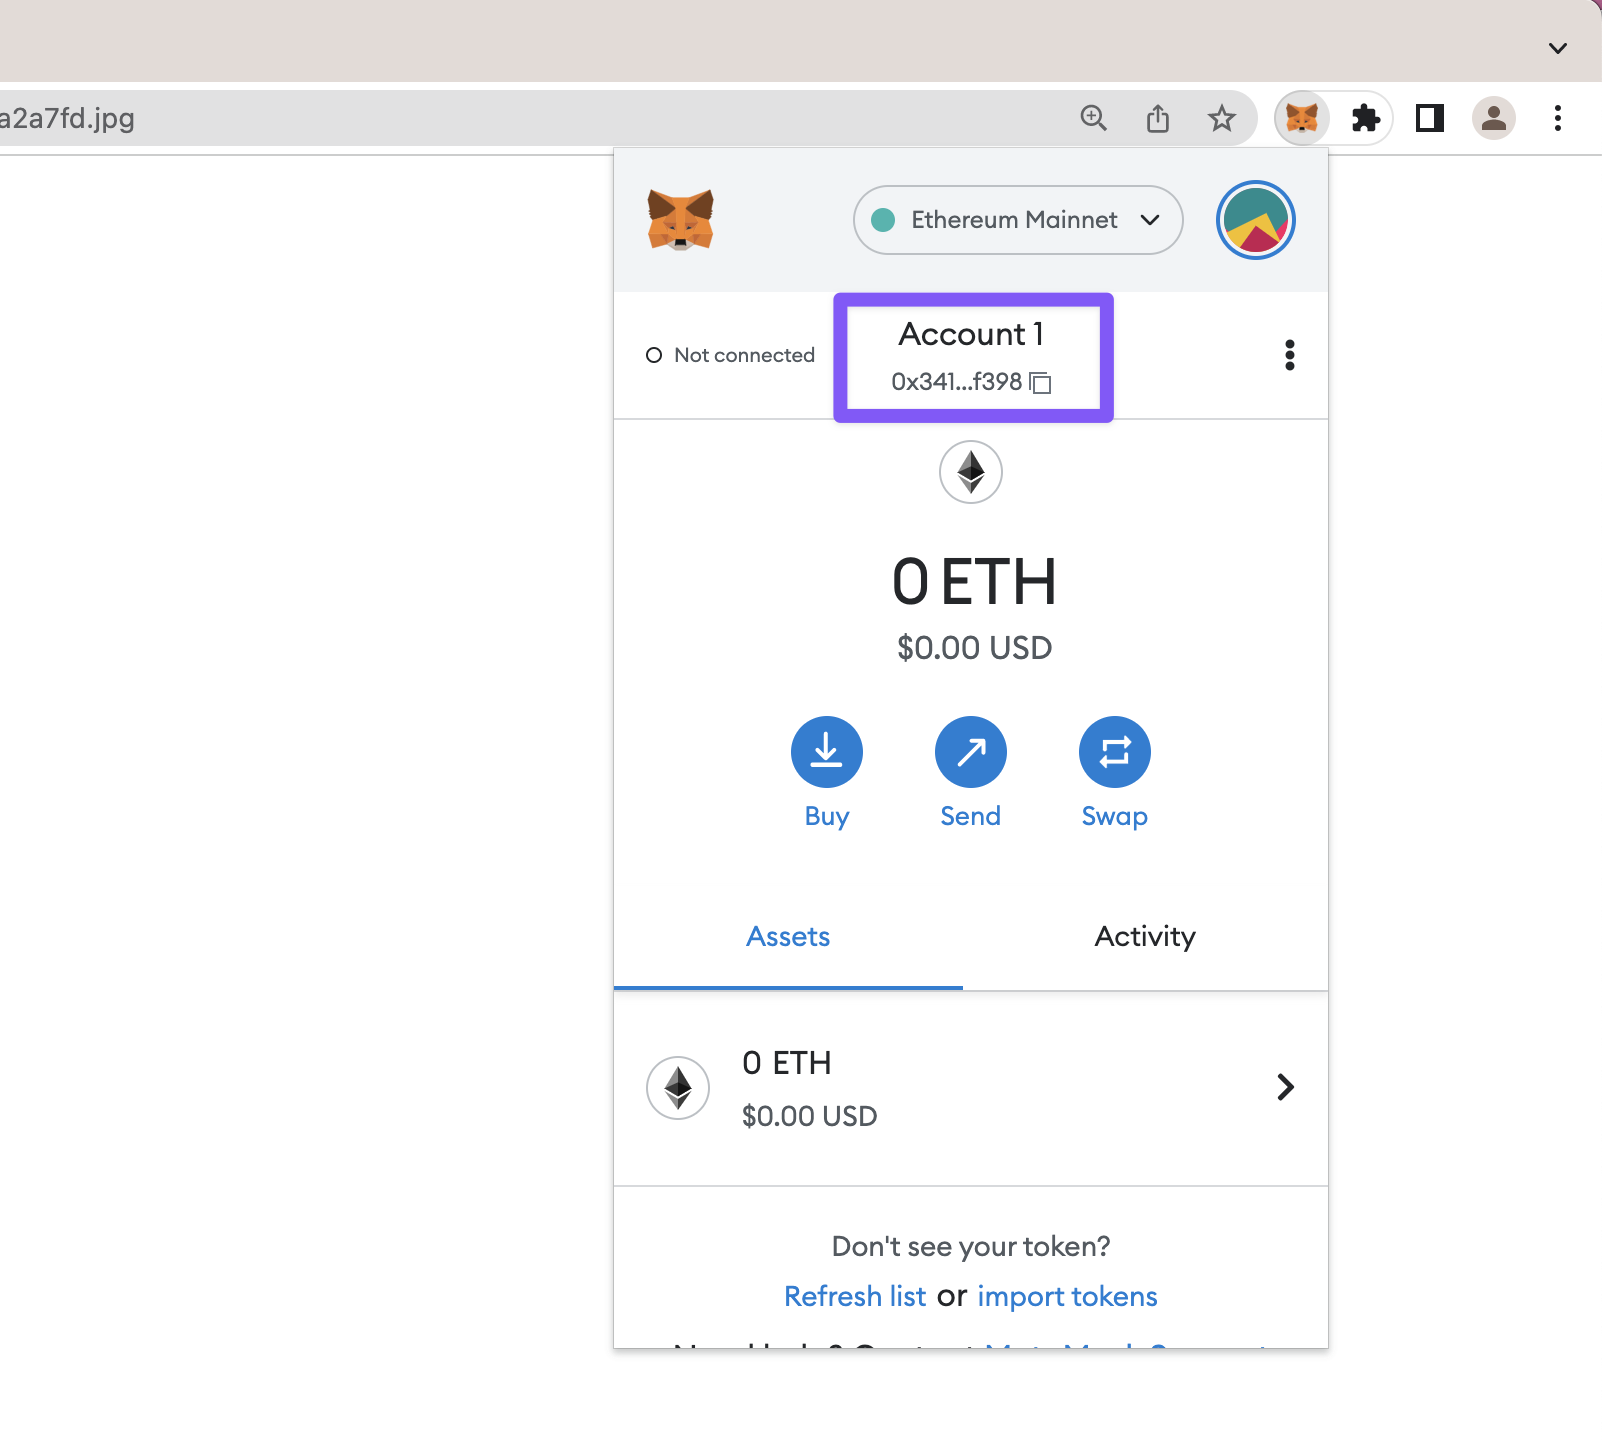 a2a7fd.jpg
Ethereum Mainnet
Not connected
Account 1
0x341...f398
0 ETH
$0.00 USD
Buy Send Swap
Assets Activity
0 ETH
$0.00 USD
Don't see your token?
Refresh list or import tokens